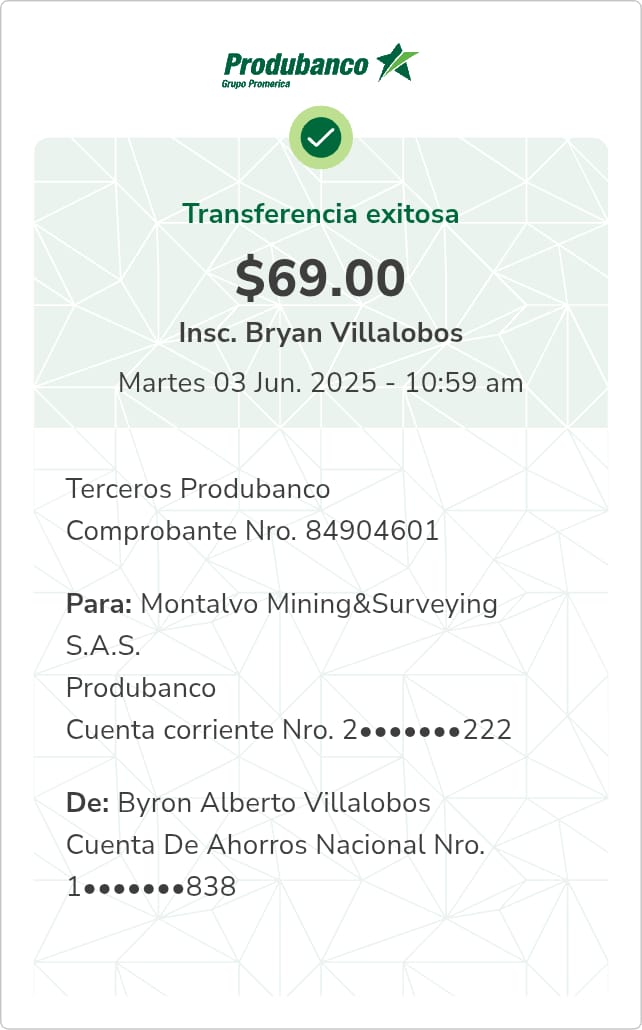 Produbanco
Grupo Promerica
Transferencia exitosa
$69.00
Insc. Bryan Villalobos
Martes 03 Jun. 2025 - 10:59 am
Terceros Produbanco
Comprobante Nro. 84904601
Para: Montalvo Mining&Surveying
S.A.S.
Produbanco
Cuenta corriente Nro. 2●●●●●●●222
De: Byron Alberto Villalobos
Cuenta De Ahorros Nacional Nro.
1●●●●●●●838